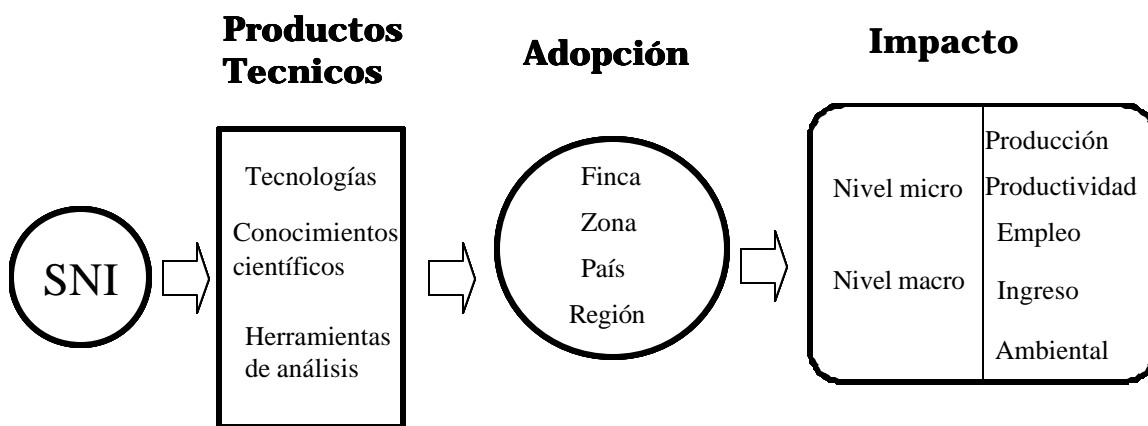 Productos
Tecnicos
Adopción
Impacto
SNI
Tecnologías
Conocimientos
científicos
Herramientas
de análisis
Finca
Zona
País
Región
Nivel micro
Nivel macro
Producción
Productividad
Empleo
Ingreso
Ambiental